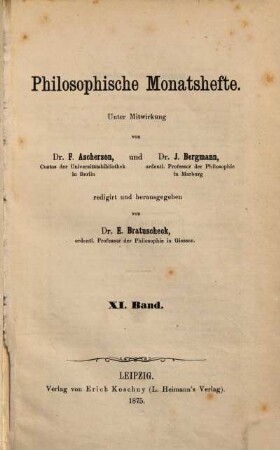 Philosophische Monatshefte.
Unter Mitwirkung
von
Dr. F. Ascherson, und Dr. J. Bergmann,
Custos der Universitätsbibliothek ordentl. Professor der Philosophie
in Berlin in Marburg
redigirt und herausgegeben
von
Dr. E. Bratuscheck,
ordentl. Professor der Philosophie in Giessen.
XI. Band.
LEIPZIG.
Verlag von Erich Koschny (L. Heimann's Verlag).
1875.